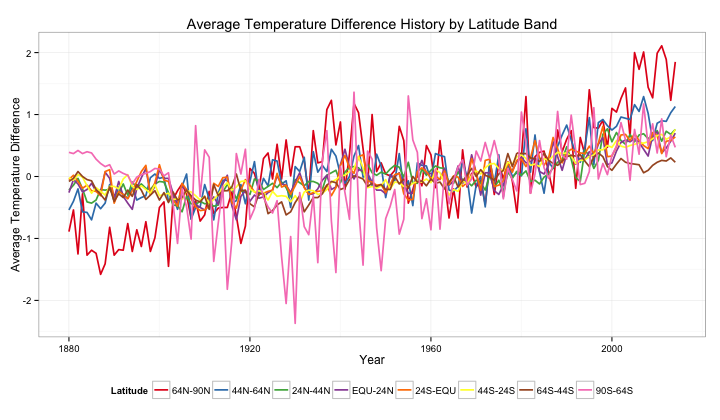 Average Temperature Difference History by Latitude Band
Average Temperature Difference
2
1
0
-1
-2
1880 1920 1960 2000
Year
Latitude 64N-90N 44N-64N 24N-44N EQU-24N 24S-EQU 44S-24S 64S-44S 90S-64S